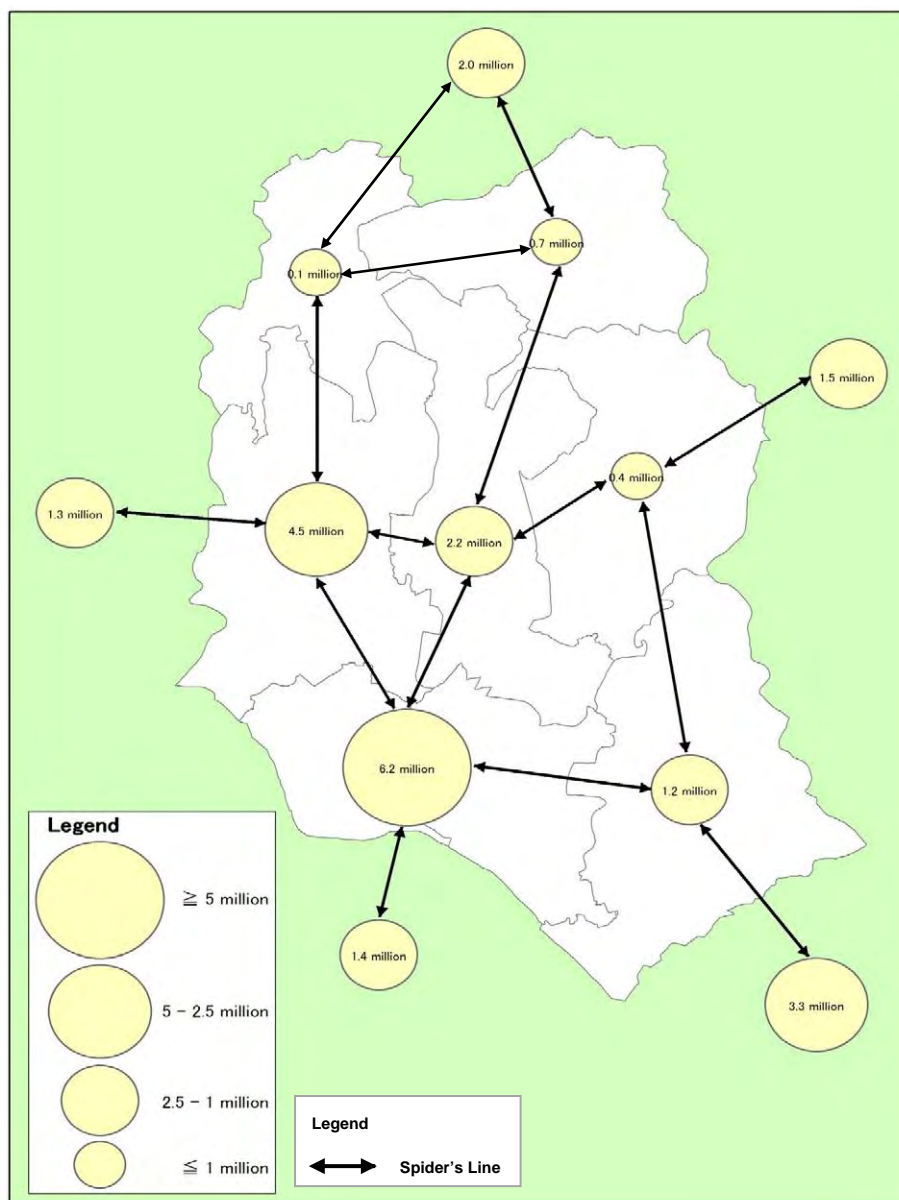 2.0 million
0.7 million
0.1 million
1.5 million
0.4 million
1.3 million
4.5 million
2.2 million
6.2 million
1.2 million
1.4 million
3.3 million
Legend
≧ 5 million
5 - 2.5 million
2.5 - 1 million
≦ 1 million
Legend
Spider's Line